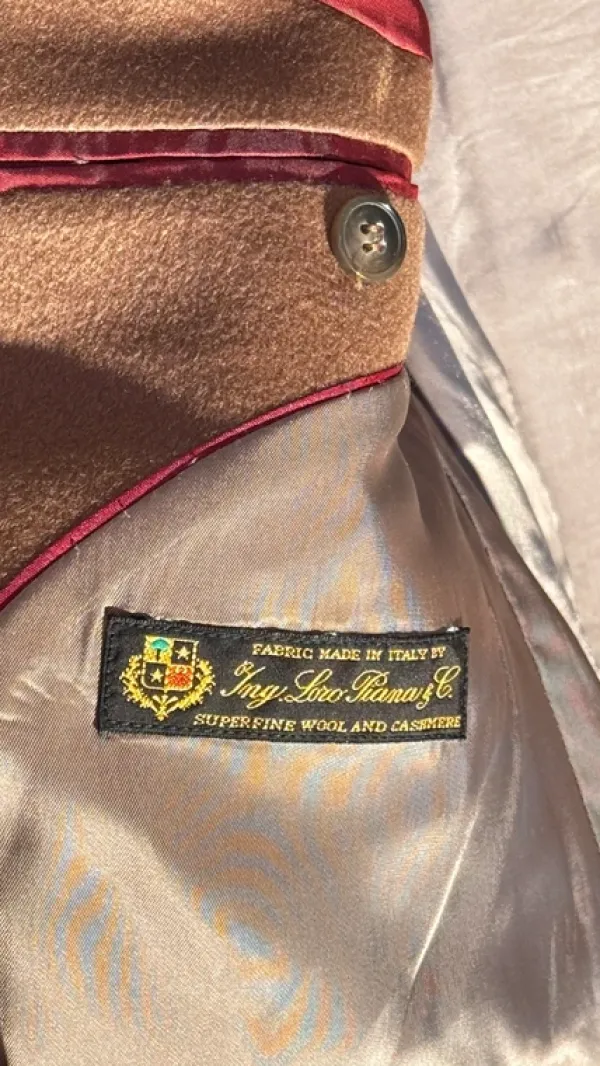 FABRIC MADE IN ITALY BY
Ing. Loro Piana & C.
SUPERFINE WOOL AND CASHMERE